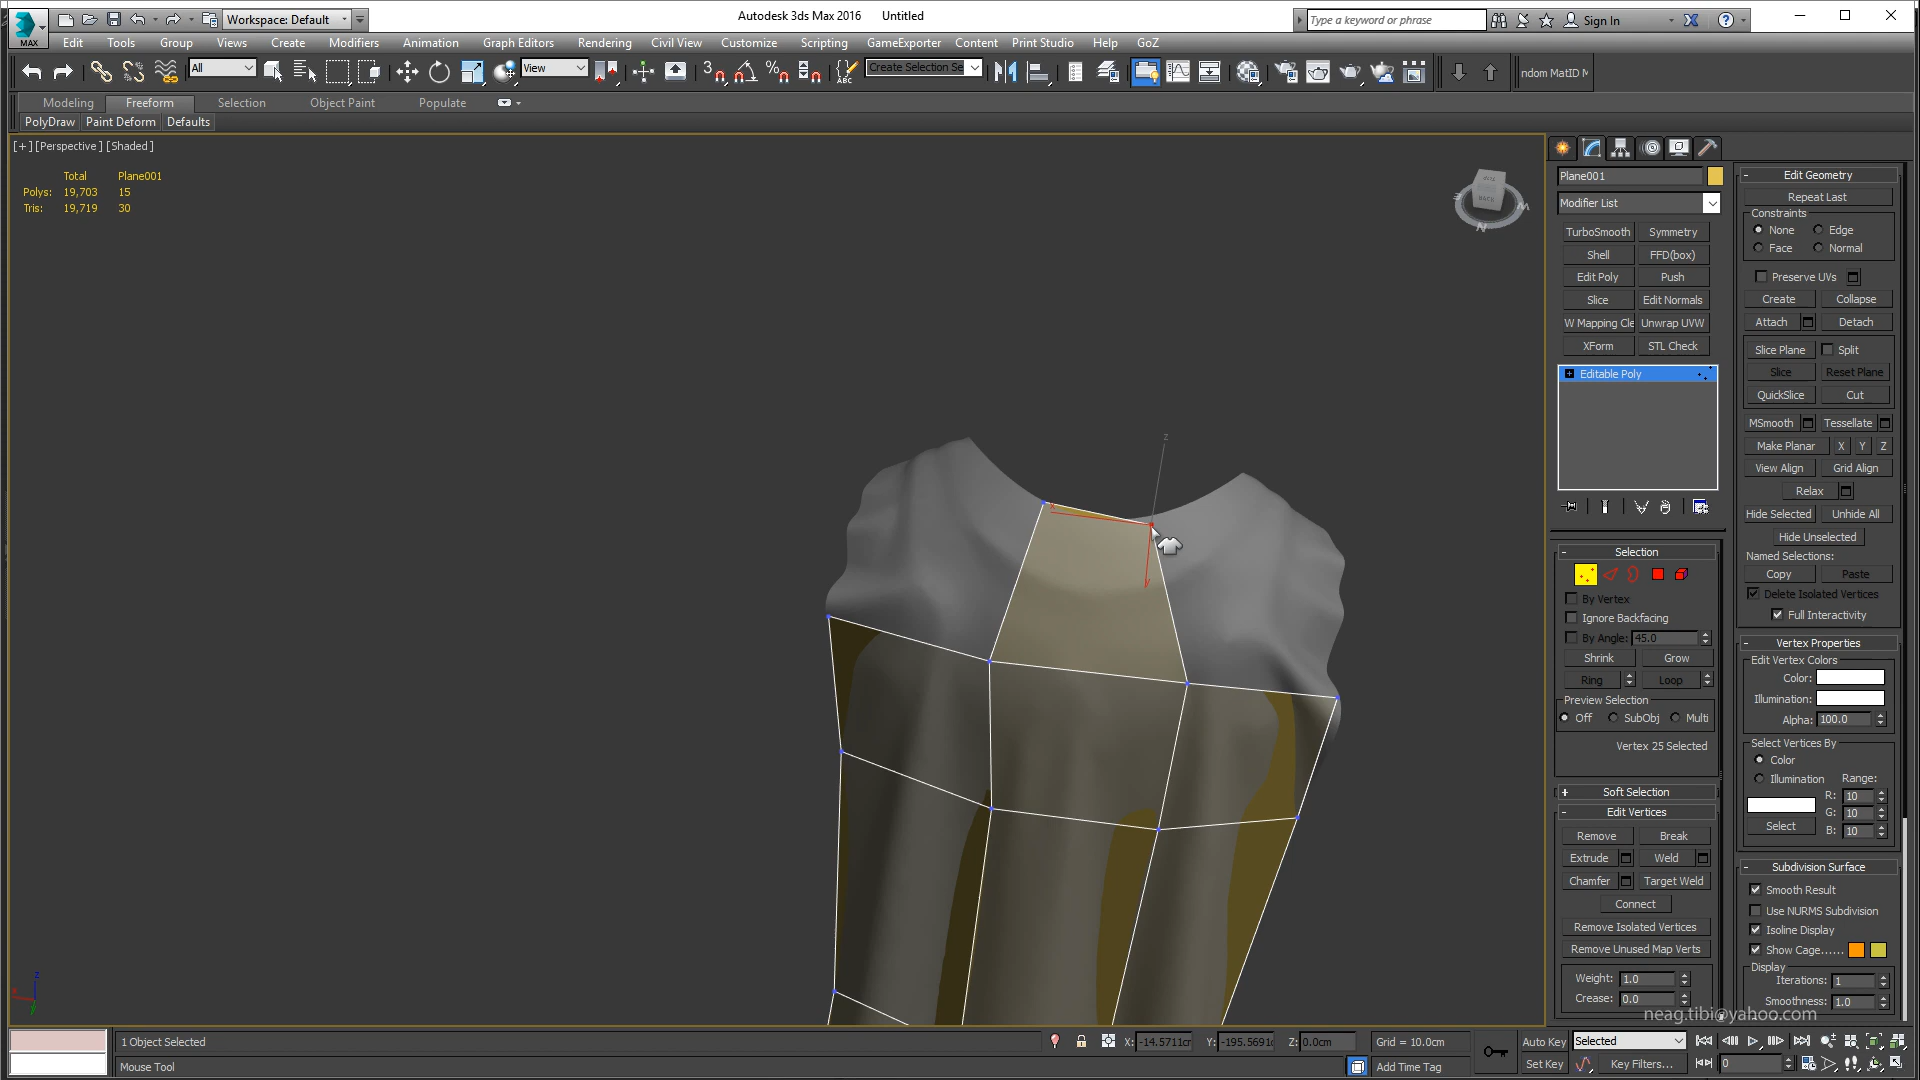 Workspace: Default
Autodesk 3ds Max 2016 Untitled
Type a keyword or phrase
Sign In
MAX
Edit Tools Group Views Create Modifiers Animation Graph Editors Rendering Civil View Customize Scripting GameExporter Content Print Studio Help GoZ
All
View
Create Selection Se
ndom MatID M
Modeling Freeform Selection Object Paint Populate
PolyDraw Paint Deform Defaults
[+] [Perspective] [Shaded]
Total Plane001
Polys: 19,703 15
Tris: 19,719 30
Plane001
Modifier List
TurboSmooth Symmetry
Shell FFD(box)
Edit Poly Push
Slice Edit Normals
W Mapping Cle Unwrap UVW
XForm STL Check
Editable Poly
Selection
By Vertex
Ignore Backfacing
By Angle: 45.0
Shrink Grow
Ring Loop
Preview Selection
Off SubObj Multi
Vertex 25 Selected
Soft Selection
Edit Vertices
Remove Break
Extrude Weld
Chamfer Target Weld
Connect
Remove Isolated Vertices
Remove Unused Map Verts
Weight: 1.0
Crease: 0.0
Edit Geometry
Repeat Last
Constraints
None Edge
Face Normal
Preserve UVs
Create Collapse
Attach Detach
Slice Plane Split
Slice Reset Plane
QuickSlice Cut
MSmooth Tessellate
Make Planar X Y Z
View Align Grid Align
Relax
Hide Selected Unhide All
Hide Unselected
Named Selections:
Copy Paste
Delete Isolated Vertices
Full Interactivity
Vertex Properties
Edit Vertex Colors
Color:
Illumination:
Alpha: 100.0
Select Vertices By
Color
Illumination Range:
R: 10
G: 10
Select B: 10
Subdivision Surface
Smooth Result
Use NURMS Subdivision
Isoline Display
Show Cage......
Display
Iterations: 1
Smoothness: 1.0
neag.tibi@yahoo.com
1 Object Selected
X: -14.5711cr Y: -195.5691c Z: 0.0cm Grid = 10.0cm
Auto Key Selected
Mouse Tool
Add Time Tag
Set Key Key Filters... 0